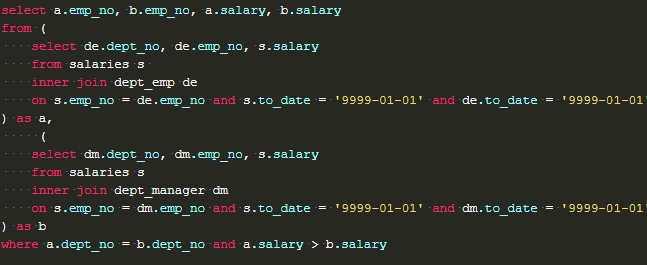 select a.emp_no, b.emp_no, a.salary, b.salary
from (
    select de.dept_no, de.emp_no, s.salary
    from salaries s
    inner join dept_emp de
    on s.emp_no = de.emp_no and s.to_date = '9999-01-01' and de.to_date = '9999-01-01'
) as a,
     (
    select dm.dept_no, dm.emp_no, s.salary
    from salaries s
    inner join dept_manager dm
    on s.emp_no = dm.emp_no and s.to_date = '9999-01-01' and dm.to_date = '9999-01-01'
) as b
where a.dept_no = b.dept_no and a.salary > b.salary